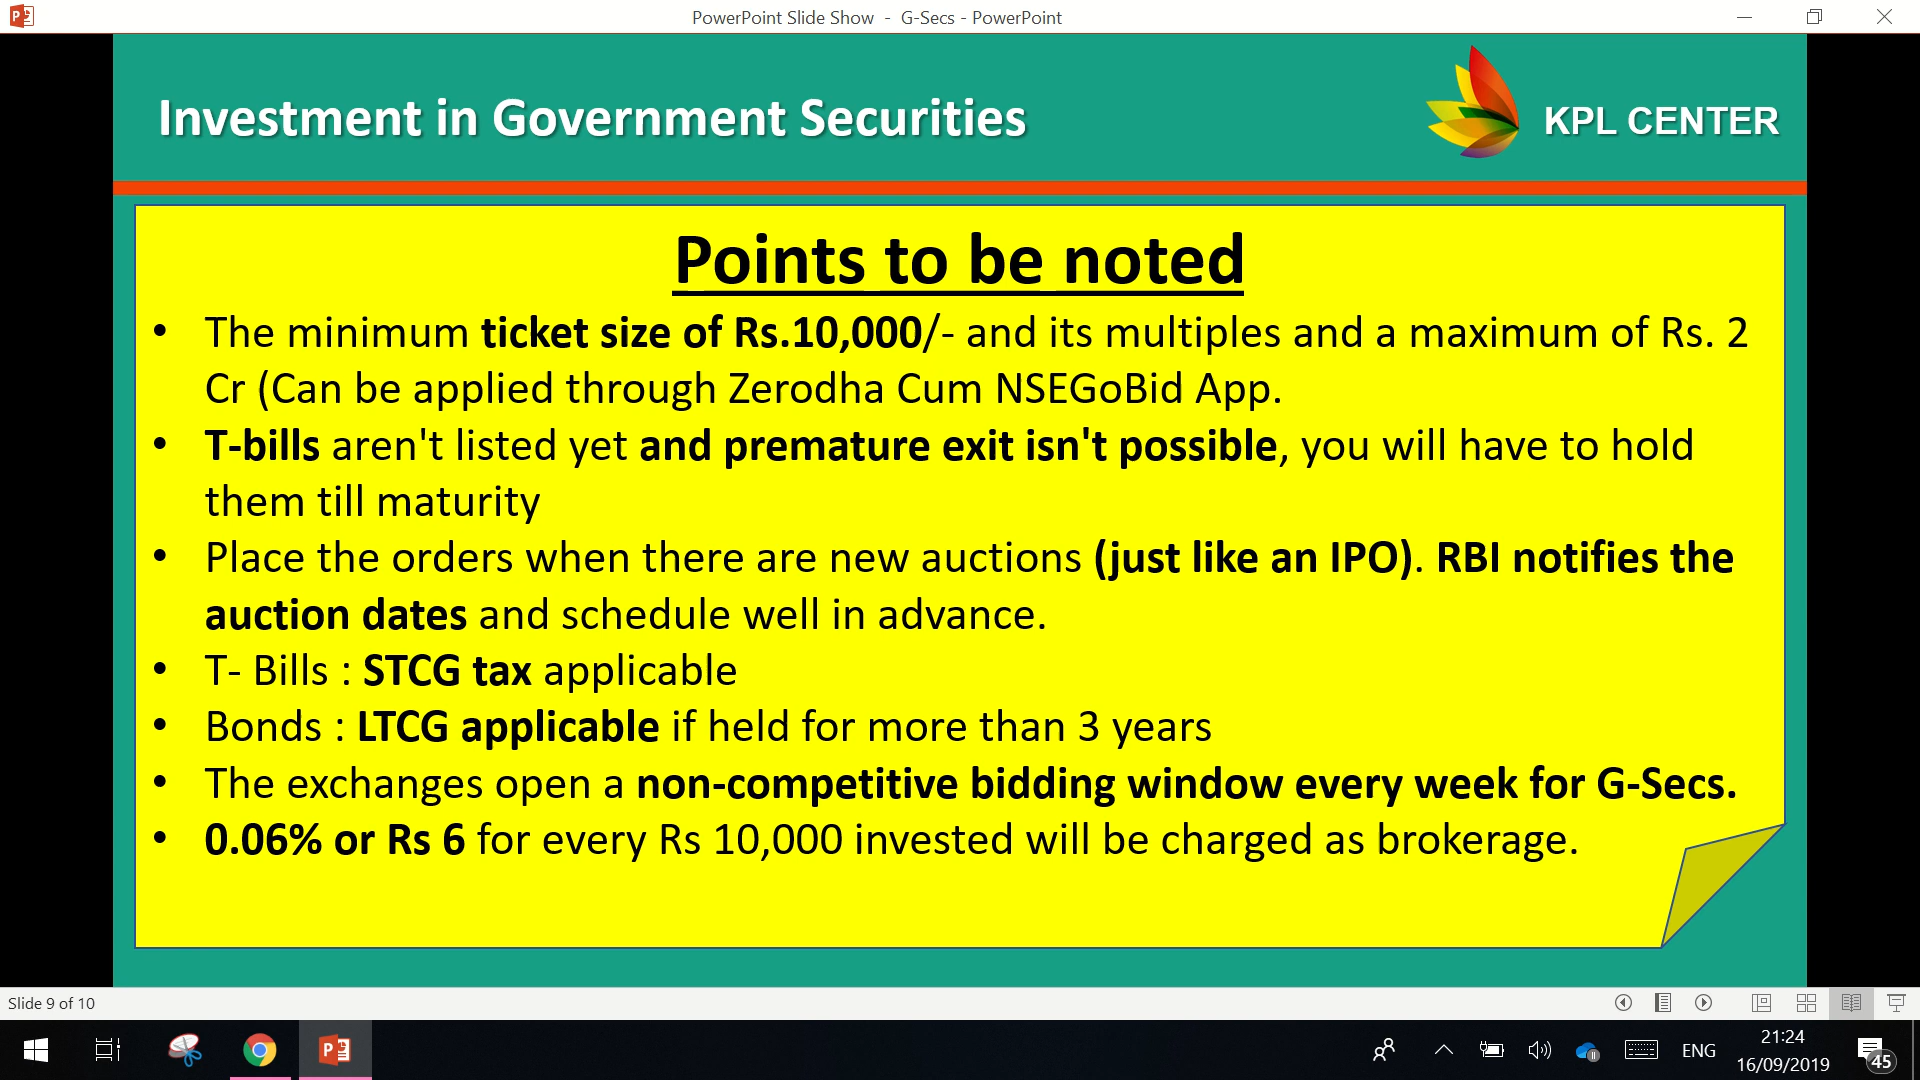 PowerPoint Slide Show - G-Secs - PowerPoint
Investment in Government Securities
KPL CENTER
Points to be noted
• The minimum ticket size of Rs.10,000/- and its multiples and a maximum of Rs. 2
Cr (Can be applied through Zerodha Cum NSEGoBid App.
• T-bills aren't listed yet and premature exit isn't possible, you will have to hold
them till maturity
• Place the orders when there are new auctions (just like an IPO). RBI notifies the
auction dates and schedule well in advance.
• T- Bills : STCG tax applicable
• Bonds : LTCG applicable if held for more than 3 years
• The exchanges open a non-competitive bidding window every week for G-Secs.
• 0.06% or Rs 6 for every Rs 10,000 invested will be charged as brokerage.
Slide 9 of 10
ENG
21:24
16/09/2019
45